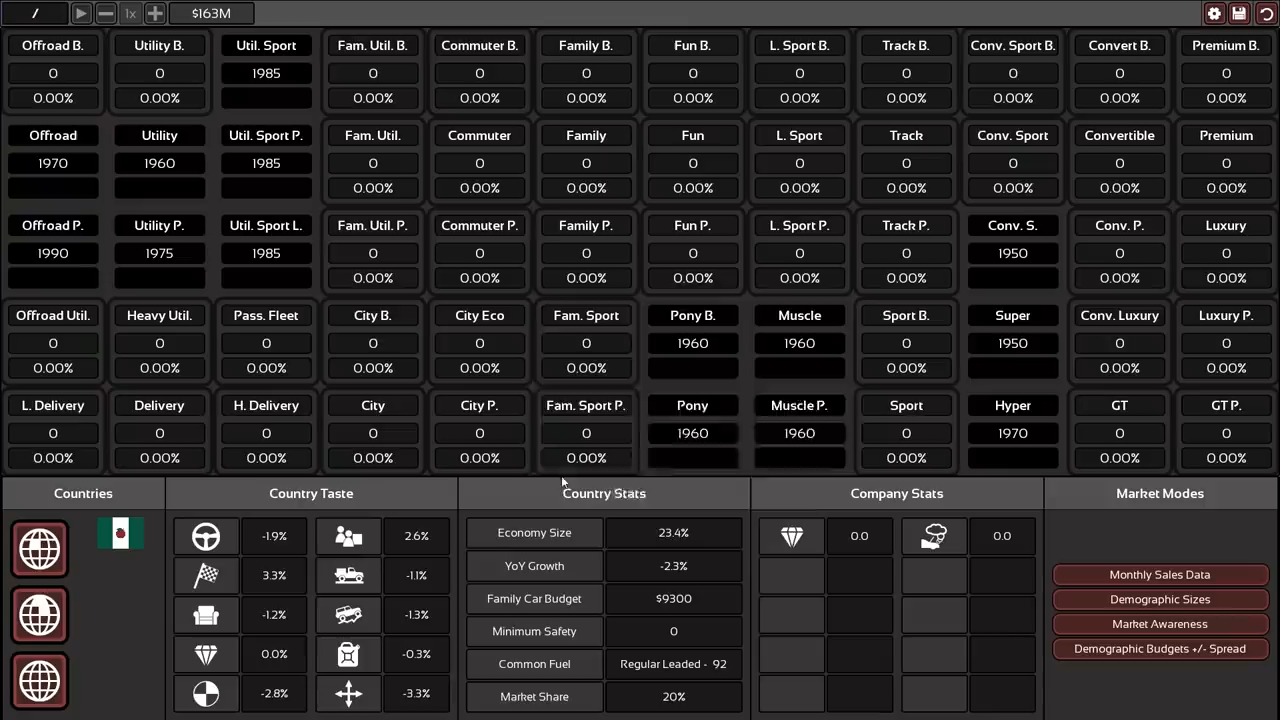 / 1x $163M
Offroad B. Utility B. Util. Sport Fam. Util. B. Commuter B. Family B. Fun B. L. Sport B. Track B. Conv. Sport B. Convert B. Premium B.
0 0 1985 0 0 0 0 0 0 0 0 0
0.00% 0.00% 0.00% 0.00% 0.00% 0.00% 0.00% 0.00% 0.00% 0.00% 0.00%
Offroad Utility Util. Sport P. Fam. Util. Commuter Family Fun L. Sport Track Conv. Sport Convertible Premium
1970 1960 1985 0 0 0 0 0 0 0 0 0
0.00% 0.00% 0.00% 0.00% 0.00% 0.00% 0.00% 0.00% 0.00%
Offroad P. Utility P. Util. Sport L. Fam. Util. P. Commuter P. Family P. Fun P. L. Sport P. Track P. Conv. S. Conv. P. Luxury
1990 1975 1985 0 0 0 0 0 0 1950 0 0
0.00% 0.00% 0.00% 0.00% 0.00% 0.00% 0.00% 0.00%
Offroad Util. Heavy Util. Pass. Fleet City B. City Eco Fam. Sport Pony B. Muscle Sport B. Super Conv. Luxury Luxury P.
0 0 0 0 0 0 1960 1960 0 1950 0 0
0.00% 0.00% 0.00% 0.00% 0.00% 0.00% 0.00% 0.00% 0.00%
L. Delivery Delivery H. Delivery City City P. Fam. Sport P. Pony Muscle P. Sport Hyper GT GT P.
0 0 0 0 0 0 1960 1960 0 1970 0 0
0.00% 0.00% 0.00% 0.00% 0.00% 0.00% 0.00% 0.00% 0.00%
Countries Country Taste Country Stats Company Stats Market Modes
-1.9% 2.6% Economy Size 23.4% 0.0 0.0
3.3% -1.1% YoY Growth -2.3% Monthly Sales Data
-1.2% -1.3% Family Car Budget $9300 Demographic Sizes
Minimum Safety 0 Market Awareness
0.0% -0.3% Common Fuel Regular Leaded - 92 Demographic Budgets +/- Spread
-2.8% -3.3% Market Share 20%